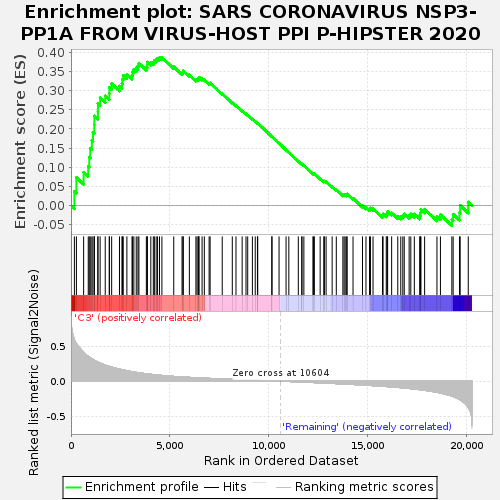 Enrichment plot: SARS CORONAVIRUS NSP3-
PP1A FROM VIRUS-HOST PPI P-HIPSTER 2020
Enrichment score (ES)
0.40
0.35
0.30
0.25
0.20
0.15
0.10
0.05
0.00
-0.05
'C3' (positively correlated)
Ranked list metric (Signal2Noise)
0.5
0.0
-0.5
Zero cross at 10604
'Remaining' (negatively correlated)
0
5,000
10,000
15,000
20,000
Rank in Ordered Dataset
Enrichment profile
Hits
Ranking metric scores